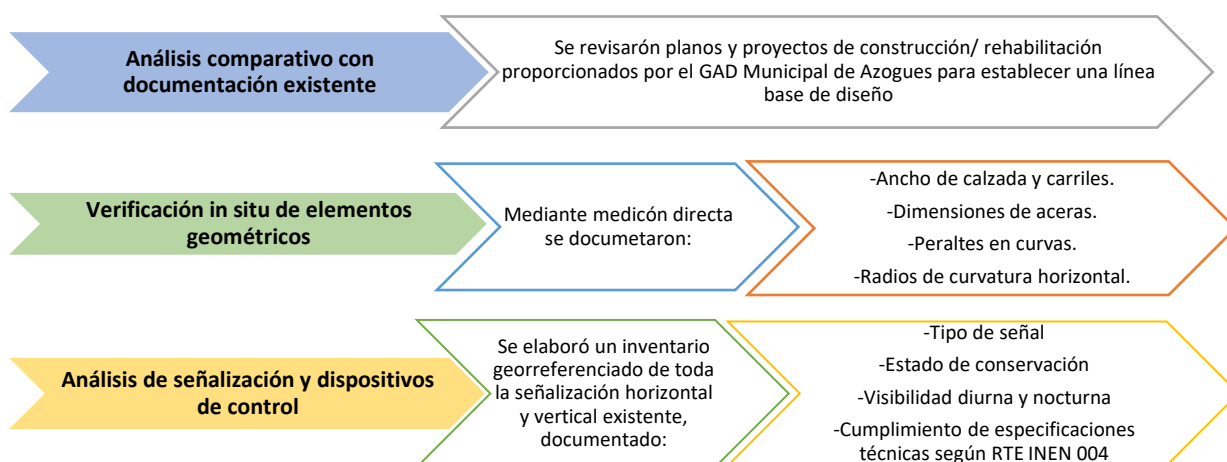 Análisis comparativo con
documentación existente
Se revisarón planos y proyectos de construcción/ rehabilitación
proporcionados por el GAD Municipal de Azogues para establecer una línea
base de diseño
Verificación in situ de elementos
geométricos
Mediante medicón directa
se documetaron:
-Ancho de calzada y carriles.
-Dimensiones de aceras.
-Peraltes en curvas.
-Radios de curvatura horizontal.
Análisis de señalización y dispositivos
de control
Se elaboró un inventario
georreferenciado de toda
la señalización horizontal
y vertical existente,
documentado:
-Tipo de señal
-Estado de conservación
-Visibilidad diurna y nocturna
-Cumplimiento de especificaciones
técnicas según RTE INEN 004